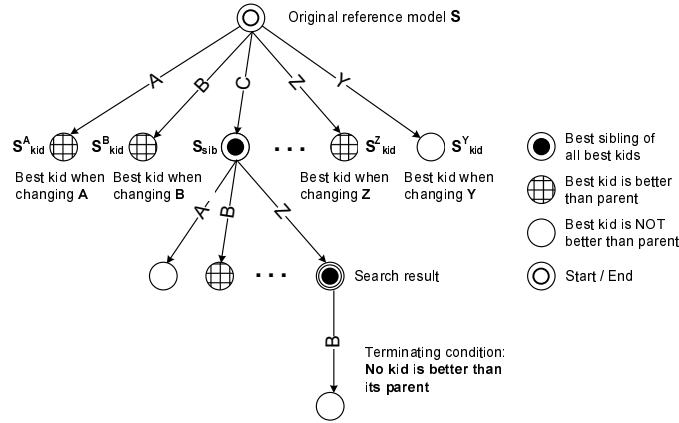 Original reference model S
A
B
C
Z
Y
S^A_kid
S^B_kid
S_sib
. . .
S^Z_kid
S^Y_kid
Best kid when
changing A
Best kid when
changing B
Best kid when
changing Z
Best kid when
changing Y
Best sibling of
all best kids
Best kid is better
than parent
Best kid is NOT
better than parent
Start / End
A
B
Z
. . .
Search result
B
Terminating condition:
No kid is better than
its parent